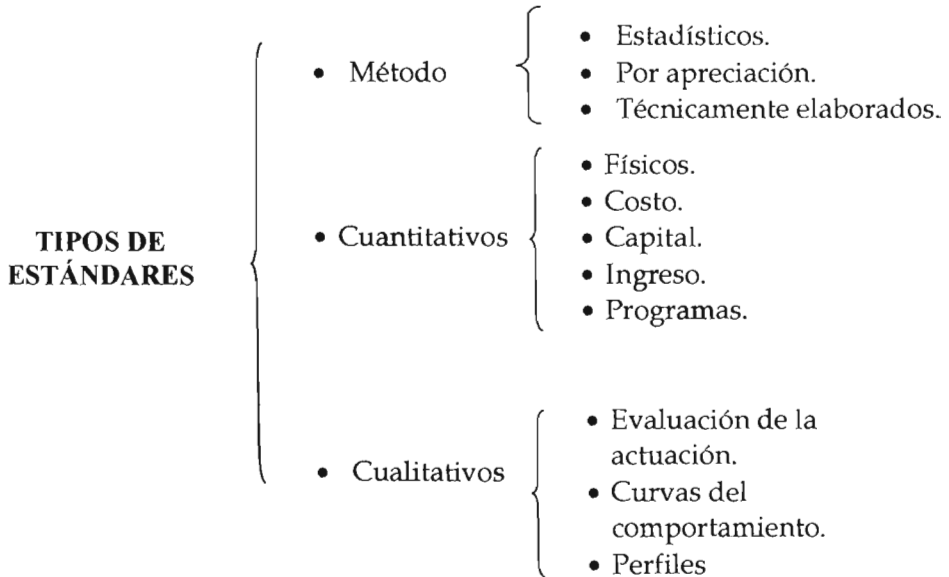 TIPOS DE
ESTÁNDARES
• Método
• Estadísticos.
• Por apreciación.
• Técnicamente elaborados.
• Cuantitativos
• Físicos.
• Costo.
• Capital.
• Ingreso.
• Programas.
• Cualitativos
• Evaluación de la
actuación.
• Curvas del
comportamiento.
• Perfiles